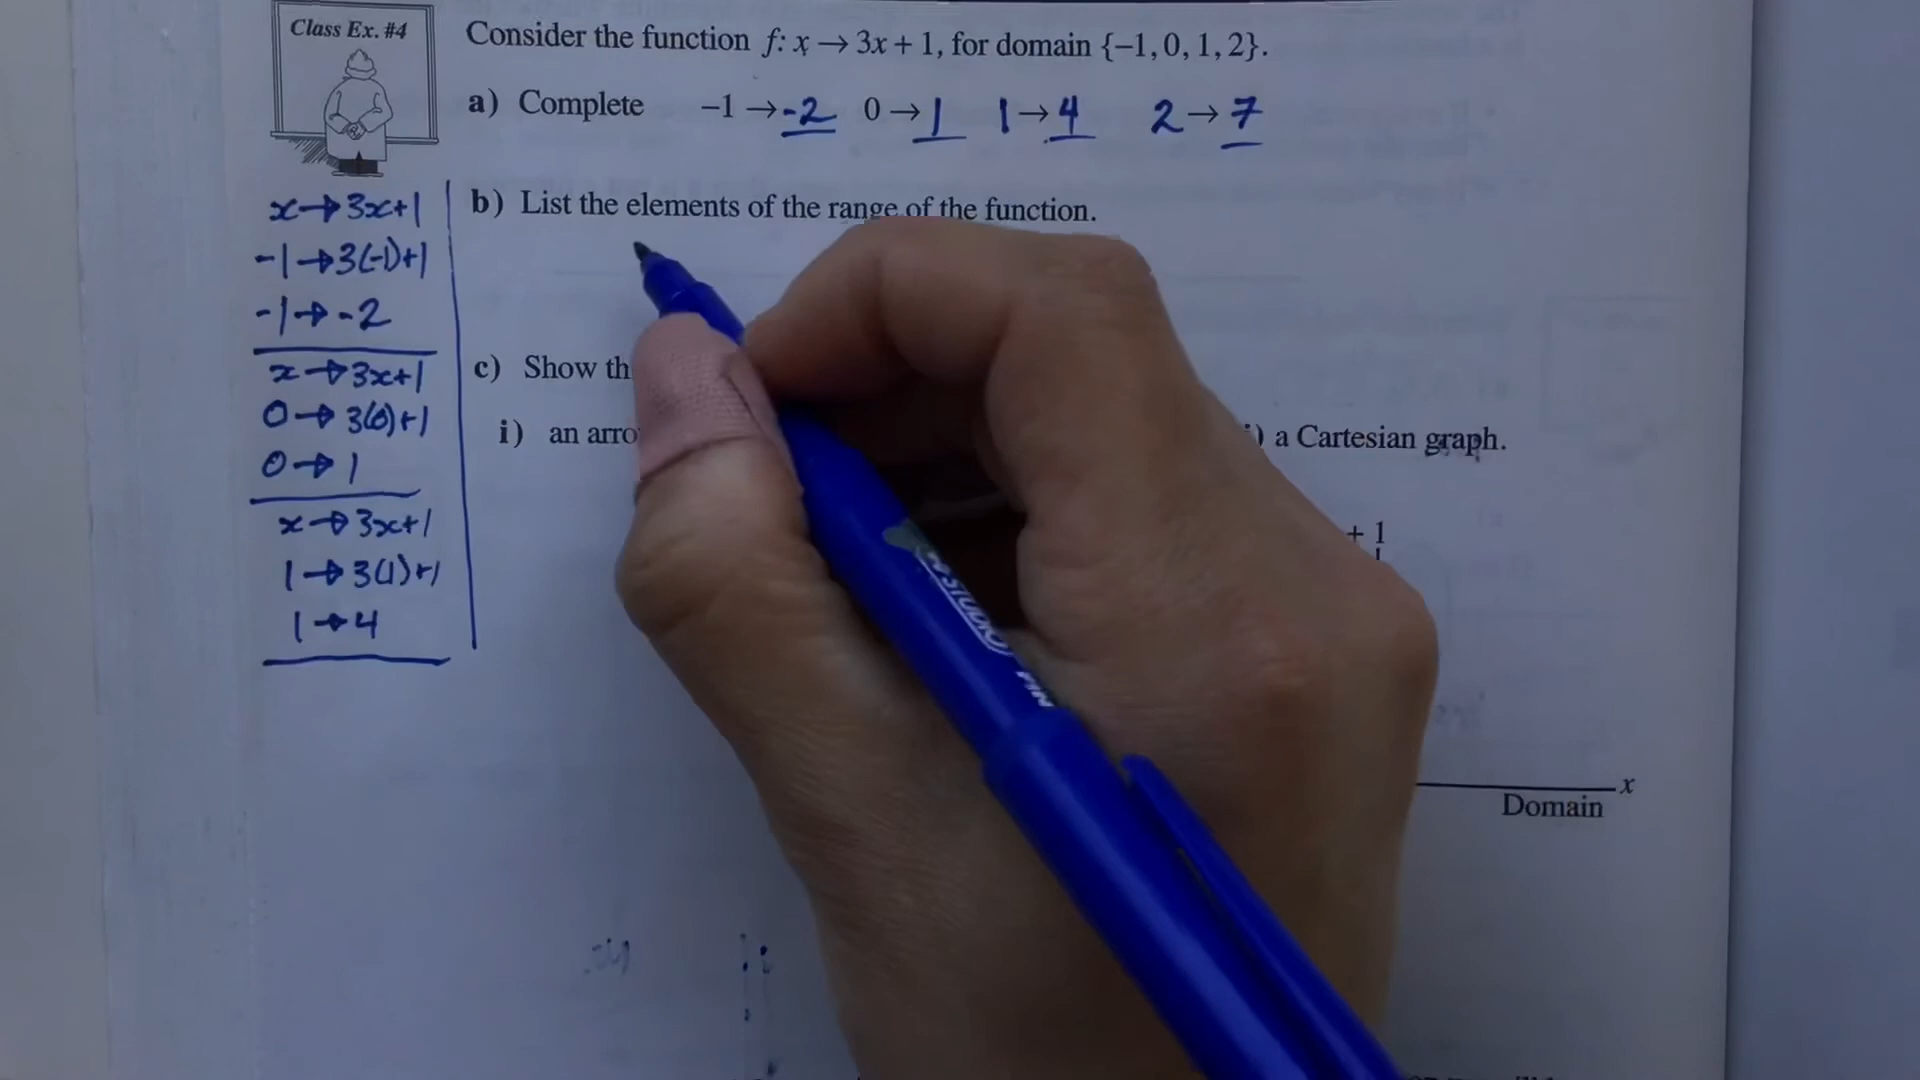 Class Ex. #4
Consider the function f: x → 3x + 1, for domain {−1, 0, 1, 2}.
a) Complete −1 → -2 0 → 1 1 → 4 2 → 7
b) List the elements of the range of the function.
x → 3x+1
-1 → 3(-1)+1
-1 → -2
x → 3x+1
0 → 3(0)+1
0 → 1
x → 3x+1
1 → 3(1)+1
1 → 4
c) Show th
i) an arro
i) a Cartesian graph.
+ 1
x
Domain
STUDIO
FIN